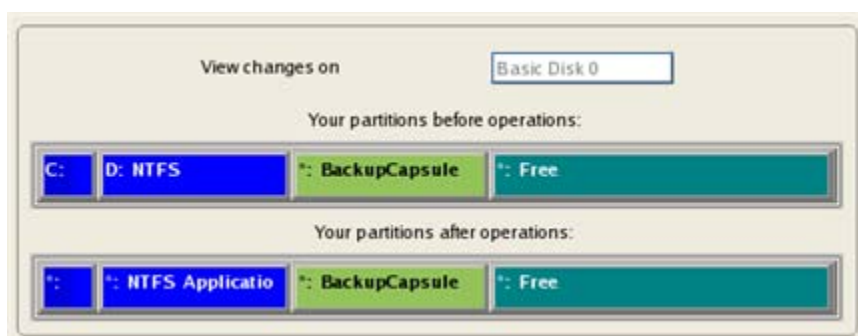 View changes on Basic Disk 0
Your partitions before operations:
C: D: NTFS *: BackupCapsule *: Free
Your partitions after operations:
*: *: NTFS Applicatio *: BackupCapsule *: Free